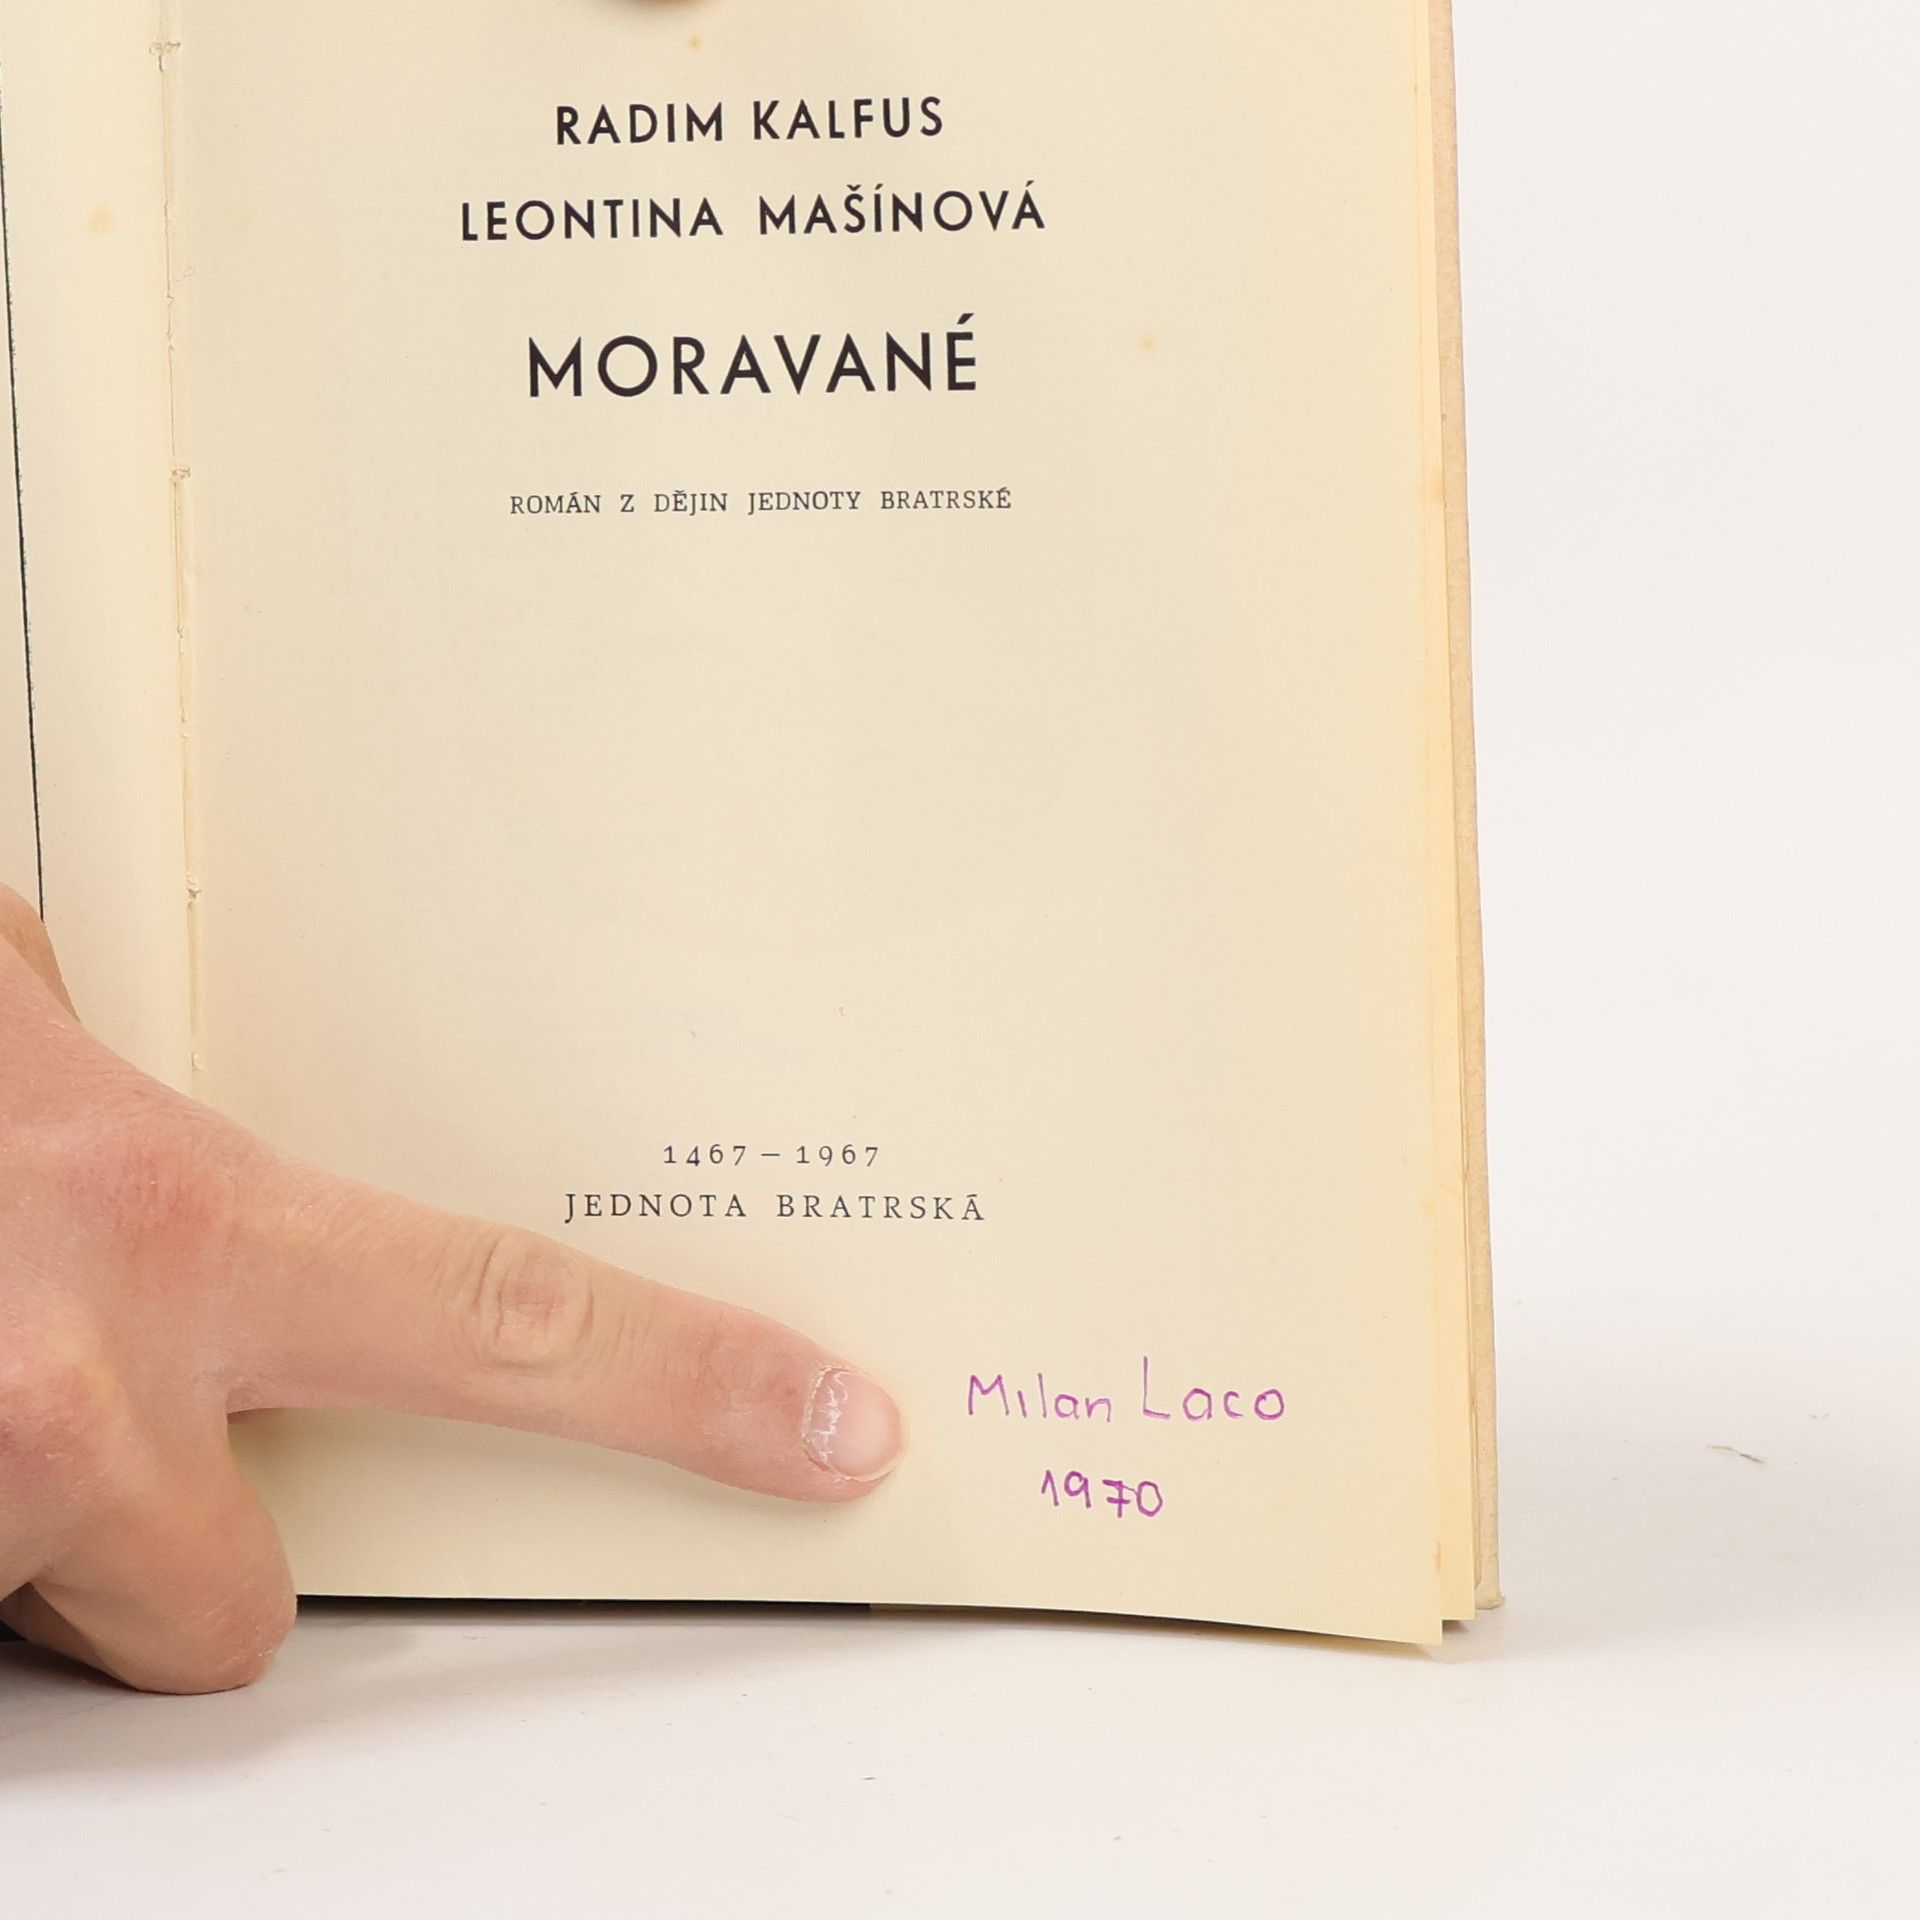 RADIM KALFUS
LEONTINA MAŠÍNOVÁ
MORAVANÉ
ROMÁN Z DĚJIN JEDNOTY BRATRSKÉ
1467 – 1967
JEDNOTA BRATRSKÁ
Milan Laco
1970